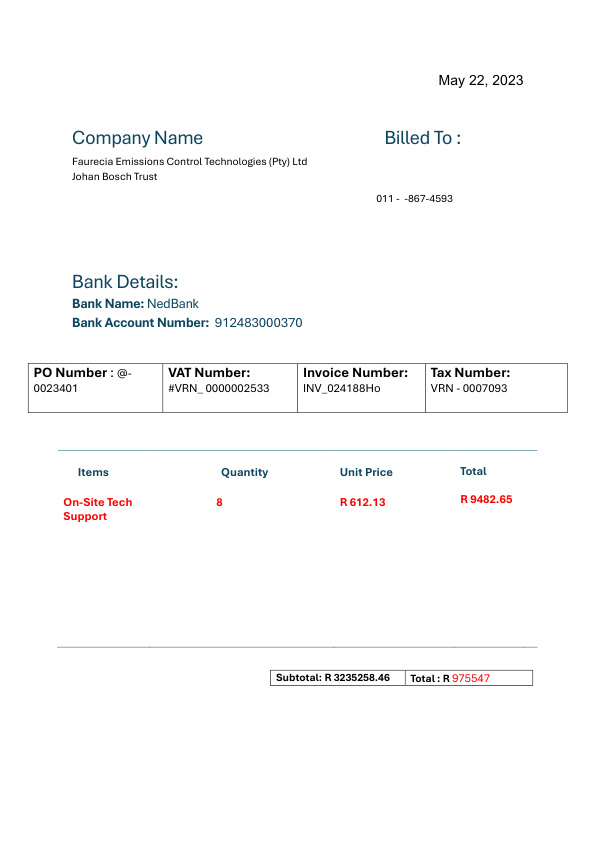 May 22, 2023
Company Name
Billed To :
Faurecia Emissions Control Technologies (Pty) Ltd
Johan Bosch Trust
011 - -867-4593
Bank Details:
Bank Name: NedBank
Bank Account Number: 912483000370
PO Number : @-
0023401
VAT Number:
#VRN_ 0000002533
Invoice Number:
INV_024188Ho
Tax Number:
VRN - 0007093
Items Quantity Unit Price Total
On-Site Tech
Support
8 R 612.13 R 9482.65
Subtotal: R 3235258.46 Total : R 975547